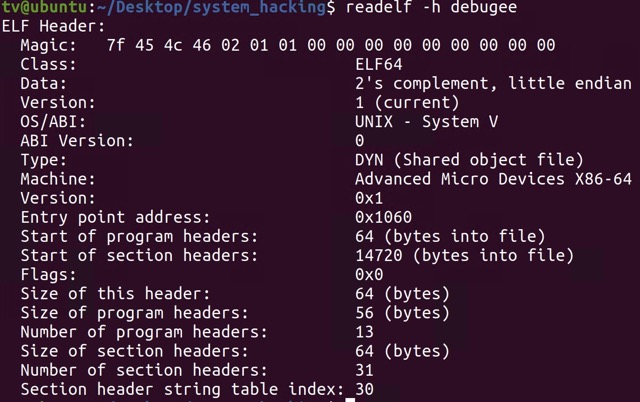 tv@ubuntu:~/Desktop/system_hacking$ readelf -h debugee
ELF Header:
  Magic:   7f 45 4c 46 02 01 01 00 00 00 00 00 00 00 00 00
  Class:                             ELF64
  Data:                              2's complement, little endian
  Version:                           1 (current)
  OS/ABI:                            UNIX - System V
  ABI Version:                       0
  Type:                              DYN (Shared object file)
  Machine:                           Advanced Micro Devices X86-64
  Version:                           0x1
  Entry point address:               0x1060
  Start of program headers:          64 (bytes into file)
  Start of section headers:          14720 (bytes into file)
  Flags:                             0x0
  Size of this header:               64 (bytes)
  Size of program headers:           56 (bytes)
  Number of program headers:         13
  Size of section headers:           64 (bytes)
  Number of section headers:         31
  Section header string table index: 30